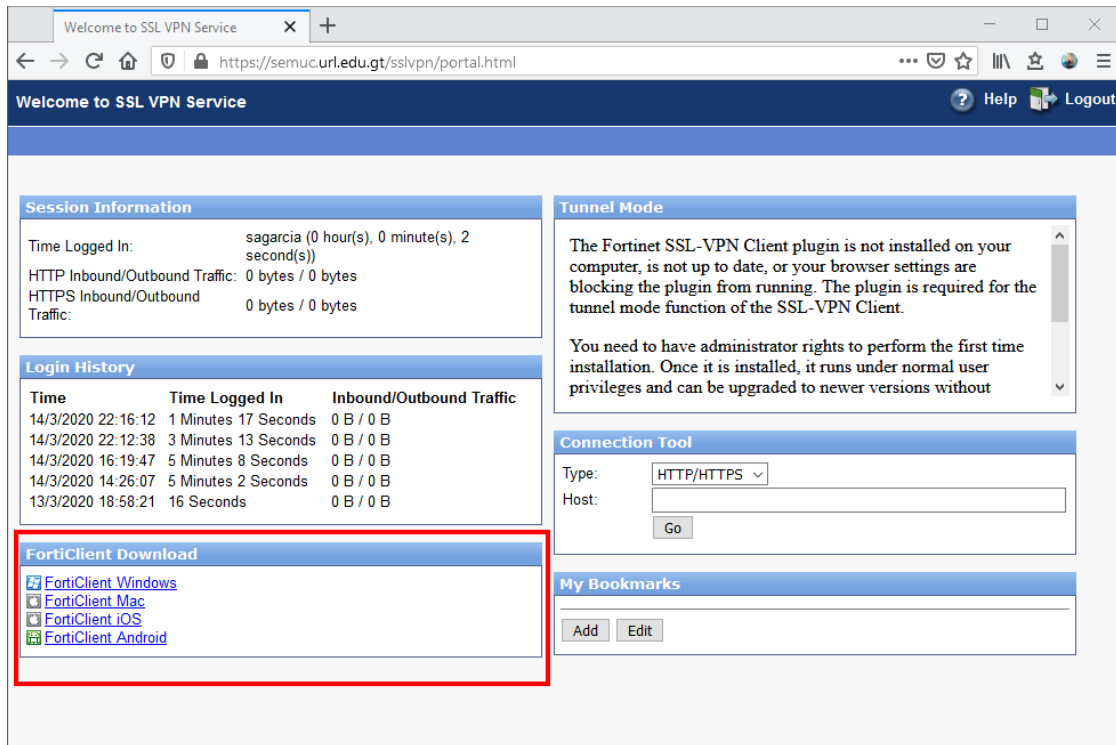 Welcome to SSL VPN Service
https://semuc.url.edu.gt/sslvpn/portal.html
Welcome to SSL VPN Service
Help
Logout
Session Information
Time Logged In:
sagarcia (0 hour(s), 0 minute(s), 2
second(s))
HTTP Inbound/Outbound Traffic: 0 bytes / 0 bytes
HTTPS Inbound/Outbound
Traffic:
0 bytes / 0 bytes
Login History
Time Time Logged In Inbound/Outbound Traffic
14/3/2020 22:16:12 1 Minutes 17 Seconds 0 B / 0 B
14/3/2020 22:12:38 3 Minutes 13 Seconds 0 B / 0 B
14/3/2020 16:19:47 5 Minutes 8 Seconds 0 B / 0 B
14/3/2020 14:26:07 5 Minutes 2 Seconds 0 B / 0 B
13/3/2020 18:58:21 16 Seconds 0 B / 0 B
FortiClient Download
FortiClient Windows
FortiClient Mac
FortiClient iOS
FortiClient Android
Tunnel Mode
The Fortinet SSL-VPN Client plugin is not installed on your
computer, is not up to date, or your browser settings are
blocking the plugin from running. The plugin is required for the
tunnel mode function of the SSL-VPN Client.
You need to have administrator rights to perform the first time
installation. Once it is installed, it runs under normal user
privileges and can be upgraded to newer versions without
Connection Tool
Type: HTTP/HTTPS
Host:
Go
My Bookmarks
Add Edit